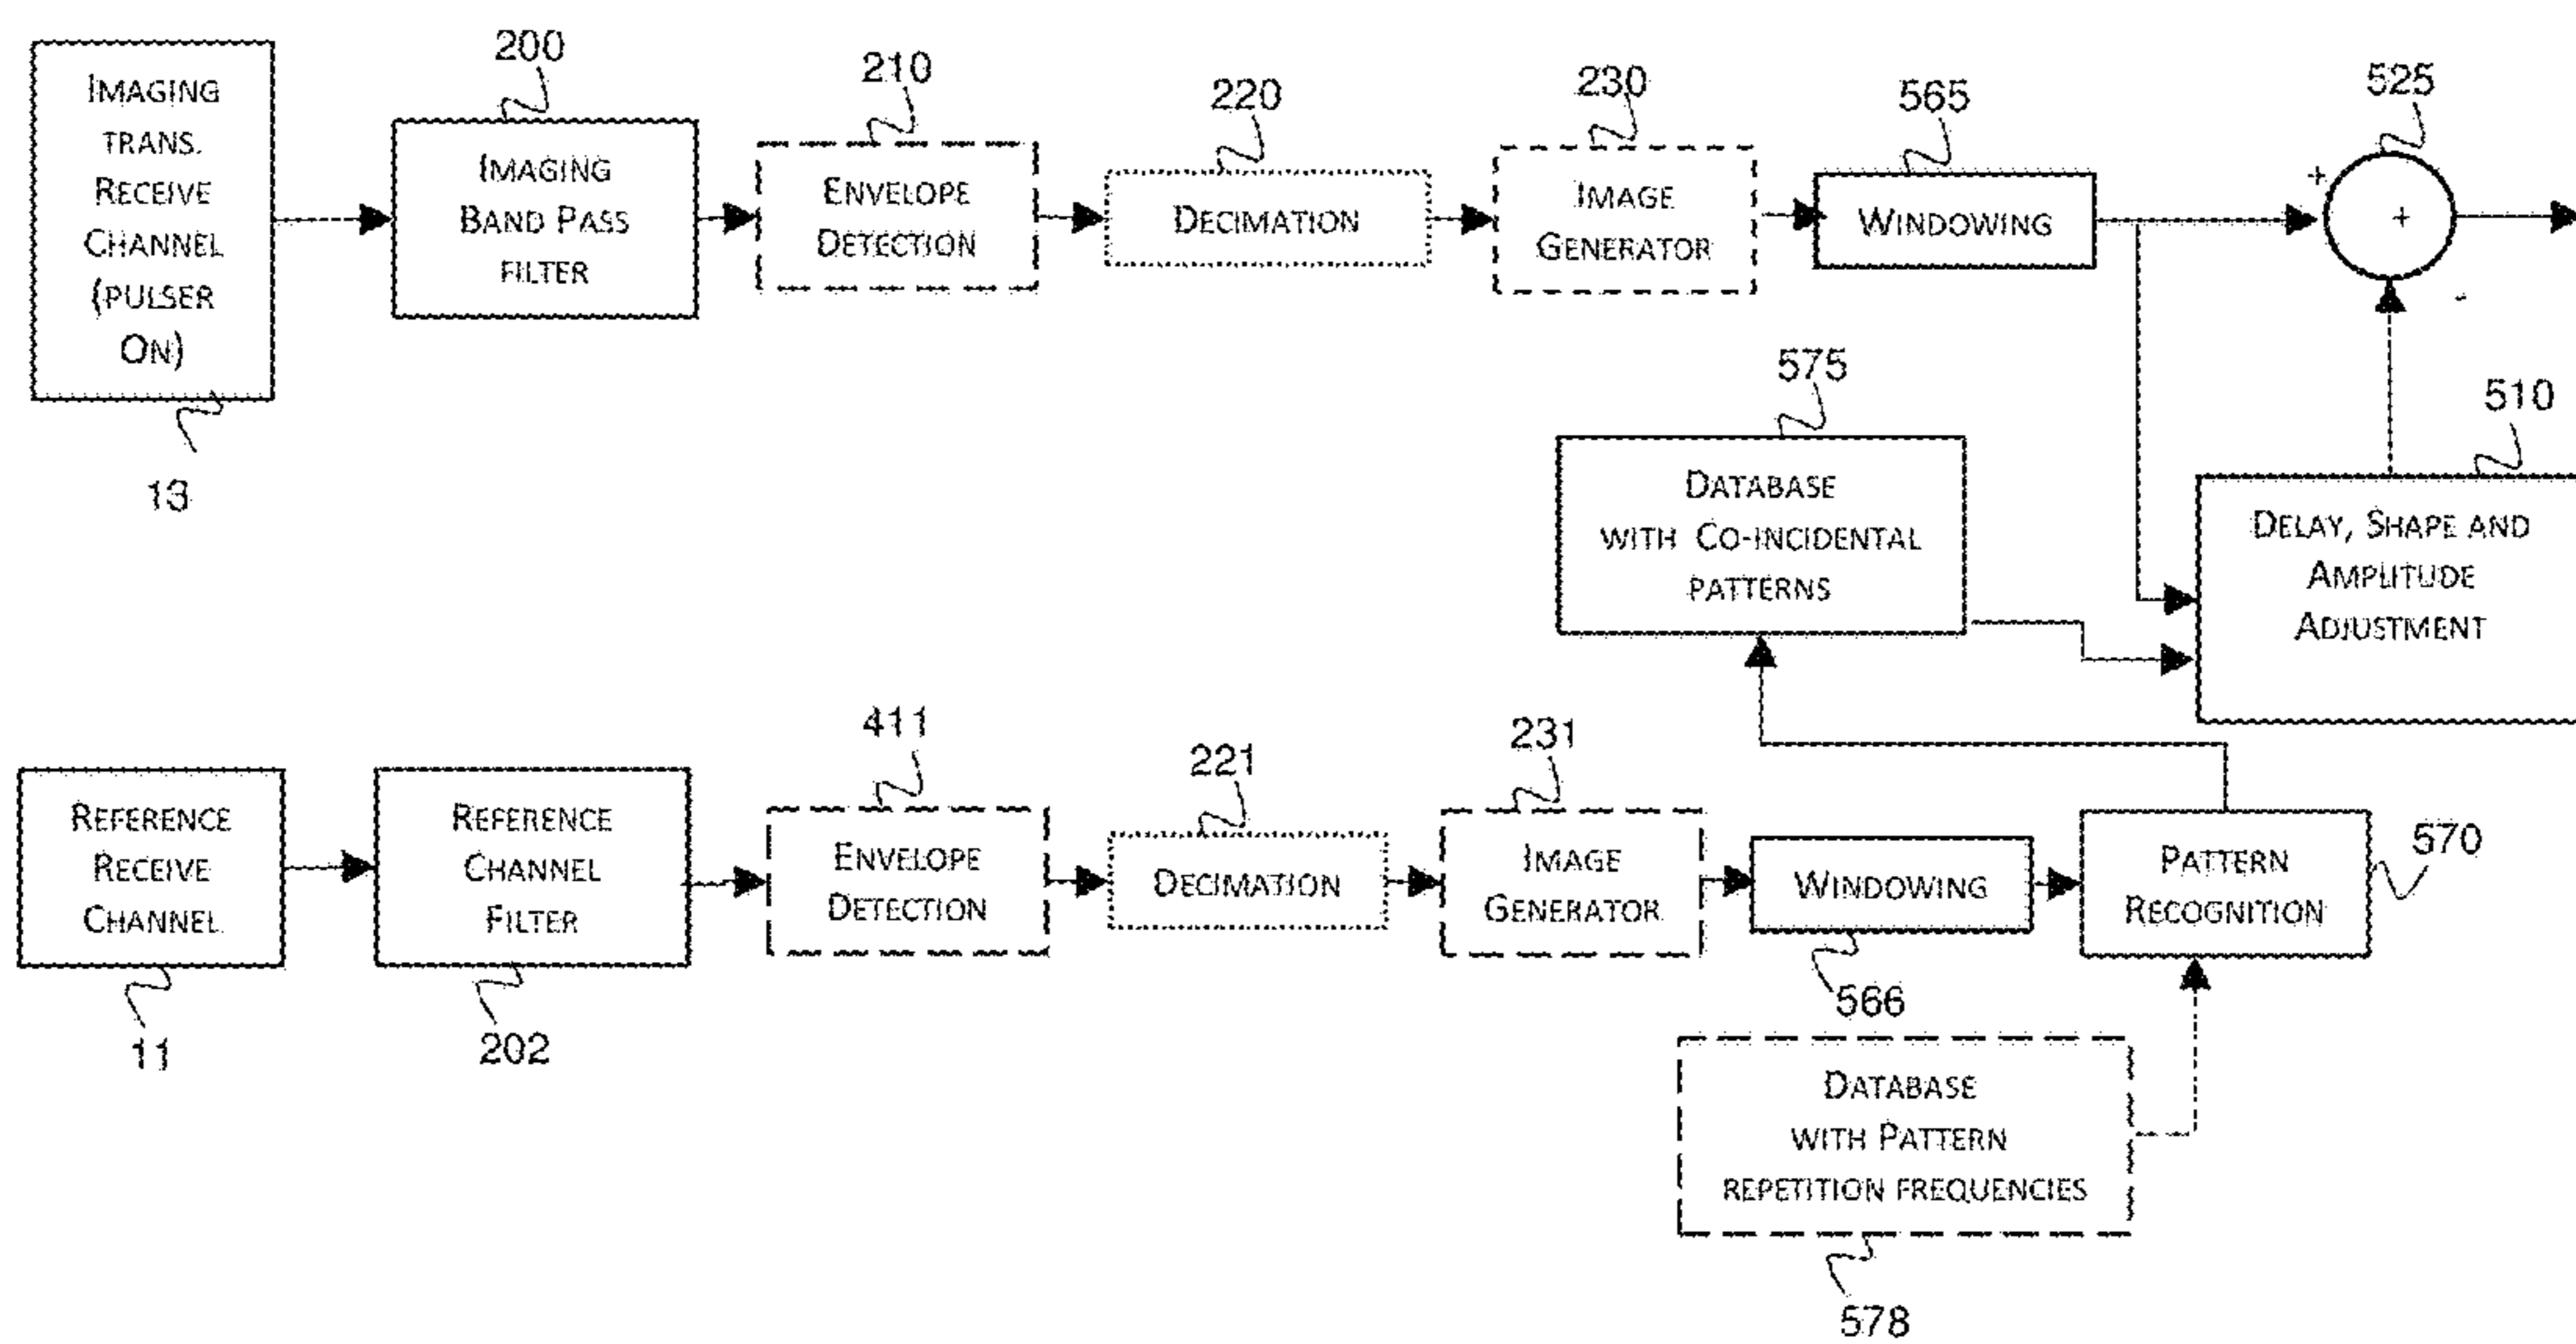 200
210
220
230
565
525
IMAGING
TRANS.
RECEIVE
CHANNEL
(PULSER
ON)
13
IMAGING
BAND PASS
FILTER
ENVELOPE
DETECTION
DECIMATION
IMAGE
GENERATOR
WINDOWING
+
+
-
575
DATABASE
WITH CO-INCIDENTAL
PATTERNS
510
DELAY, SHAPE AND
AMPLITUDE
ADJUSTMENT
411
221
231
REFERENCE
RECEIVE
CHANNEL
11
REFERENCE
CHANNEL
FILTER
202
ENVELOPE
DETECTION
DECIMATION
IMAGE
GENERATOR
WINDOWING
566
PATTERN
RECOGNITION
570
DATABASE
WITH PATTERN
REPETITION FREQUENCIES
578